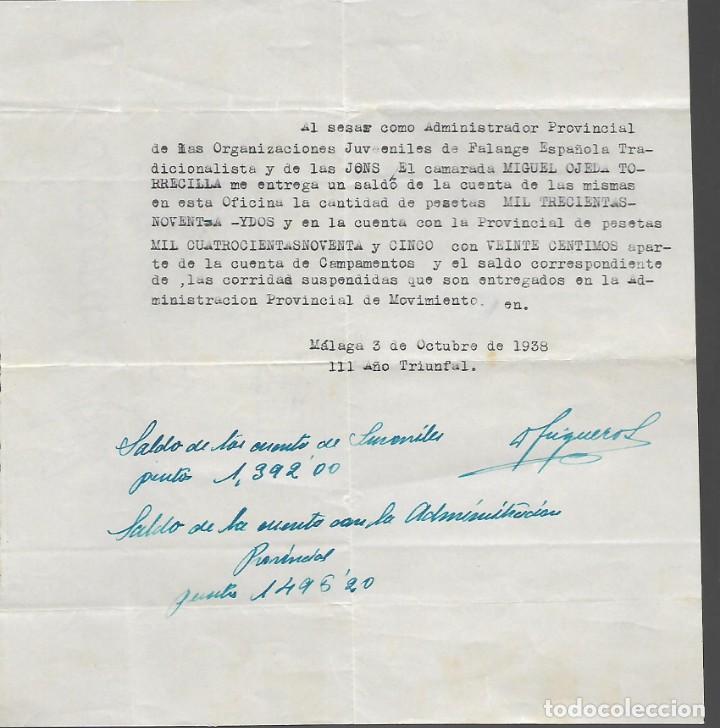 Al sesar como Administrador Provincial
de las Organizaciones Juveniles de Falange Española Tra-
dicionalista y de las JONS, El camarada MIGUEL OJEDA TO-
RRECILLA me entrega un saldó de la cuenta de las mismas
en esta Oficina la cantidad de pesetas MIL TRECIENTAS-
NOVENTSA -YDOS y en la cuenta con la Provincial de pesetas
MIL CUATROCIENTASNOVENTA y CINCO con VEINTE CENTIMOS apar-
te de la cuenta de Campamentos y el saldo correspondiente
de ,las corridas suspendidas que son entregados en la Ad-
ministracion Provincial de Movimiento. en.
Málaga 3 de Octubre de 1938
III Año Triunfal.
Saldo de las cuenta de Juveniles
1,392'00
Saldo de la cuenta con la Administración
Provincial
1495'20
todocoleccion